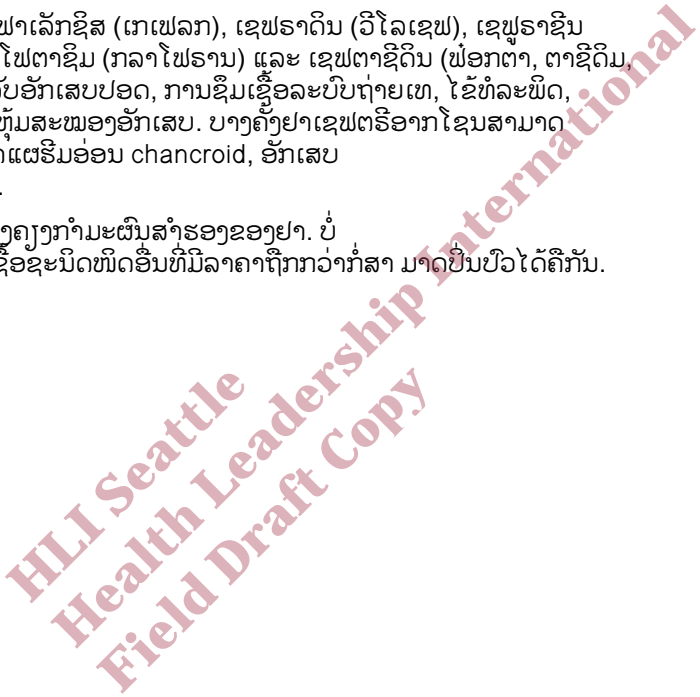 ຟາເລັກຊິສ (ເກເຟລກ), ເຊຟຣາດິນ (ວີໂລເຊຟ), ເຊຟູຣາຊີນ
ໂຟຕາຊິມ (ກລາໂຟຣານ) ແລະ ເຊຟຕາຊີດິນ (ຟ໋ອກຕາ, ຕາຊີດິມ,
ບອັກເສບປອດ, ການຊຶມເຊື້ອລະບົບຖ່າຍເທ, ໄຂ້ທໍລະພິດ,
ຫຸ້ມສະໝອງອັກເສບ. ບາງຄັ້ງຢາເຊຟຕຣີອາກໂຊນສາມາດ
ແຜຣີມອ່ອນ chancroid, ອັກເສບ
.
ງຄຽງກຳມະຜົນສຳຮອງຂອງຢາ. ບໍ່
ຊື້ອຊະນິດໜິດອື່ນທີ່ມີລາຄາຖືກກວ່າກໍ່ສາ ມາດປິ່ນປົວໄດ້ຄືກັນ.
HLI Seattle
Health Leadership International
Field Draft Copy